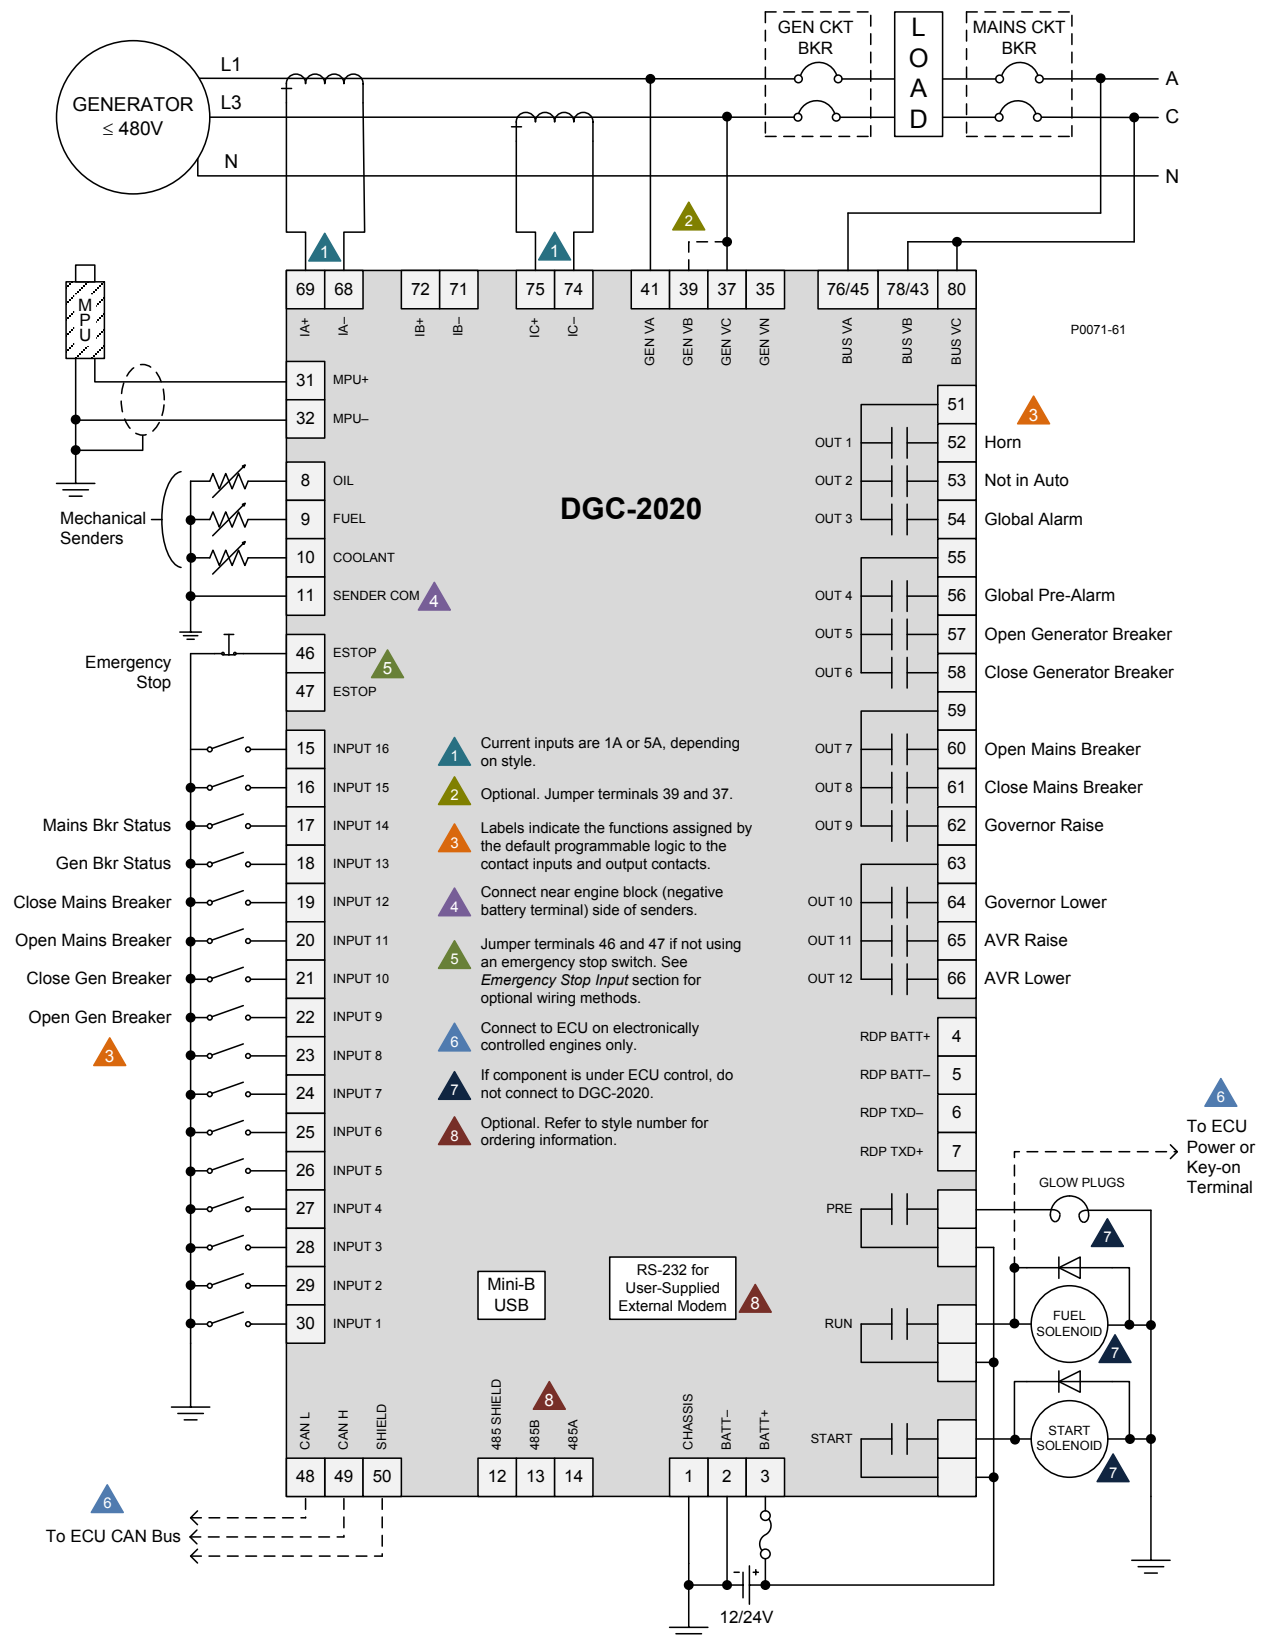 GEN CKT
BKR
LOAD
MAINS CKT
BKR
GENERATOR
≤ 480V
L1
L3
N
A
C
N
1
1
2
69
68
72
71
75
74
41
39
37
35
76/45
78/43
80
IA+
IA–
IB+
IB–
IC+
IC–
GEN VA
GEN VB
GEN VC
GEN VN
BUS VA
BUS VB
BUS VC
P0071-61
MPU
31 MPU+
32 MPU–
Mechanical
Senders
8 OIL
9 FUEL
10 COOLANT
11 SENDER COM
4
Emergency
Stop
46 ESTOP
47 ESTOP
5
DGC-2020
15 INPUT 16
16 INPUT 15
Mains Bkr Status 17 INPUT 14
Gen Bkr Status 18 INPUT 13
Close Mains Breaker 19 INPUT 12
Open Mains Breaker 20 INPUT 11
Close Gen Breaker 21 INPUT 10
Open Gen Breaker 22 INPUT 9
3
23 INPUT 8
24 INPUT 7
25 INPUT 6
26 INPUT 5
27 INPUT 4
28 INPUT 3
29 INPUT 2
30 INPUT 1
1 Current inputs are 1A or 5A, depending
on style.
2 Optional. Jumper terminals 39 and 37.
3 Labels indicate the functions assigned by
the default programmable logic to the
contact inputs and output contacts.
4 Connect near engine block (negative
battery terminal) side of senders.
5 Jumper terminals 46 and 47 if not using
an emergency stop switch. See
Emergency Stop Input section for
optional wiring methods.
6 Connect to ECU on electronically
controlled engines only.
7 If component is under ECU control, do
not connect to DGC-2020.
8 Optional. Refer to style number for
ordering information.
51
3
OUT 1 52 Horn
OUT 2 53 Not in Auto
OUT 3 54 Global Alarm
55
OUT 4 56 Global Pre-Alarm
OUT 5 57 Open Generator Breaker
OUT 6 58 Close Generator Breaker
59
OUT 7 60 Open Mains Breaker
OUT 8 61 Close Mains Breaker
OUT 9 62 Governor Raise
63
OUT 10 64 Governor Lower
OUT 11 65 AVR Raise
OUT 12 66 AVR Lower
RDP BATT+ 4
RDP BATT– 5
RDP TXD– 6
RDP TXD+ 7
6
To ECU
Power or
Key-on
Terminal
PRE
GLOW PLUGS
7
RUN
FUEL
SOLENOID
7
START
START
SOLENOID
7
Mini-B
USB
RS-232 for
User-Supplied
External Modem
8
CAN L
CAN H
SHIELD
485 SHIELD
485B
485A
8
CHASSIS
BATT–
BATT+
48
49
50
12
13
14
1
2
3
6
To ECU CAN Bus
- +
12/24V